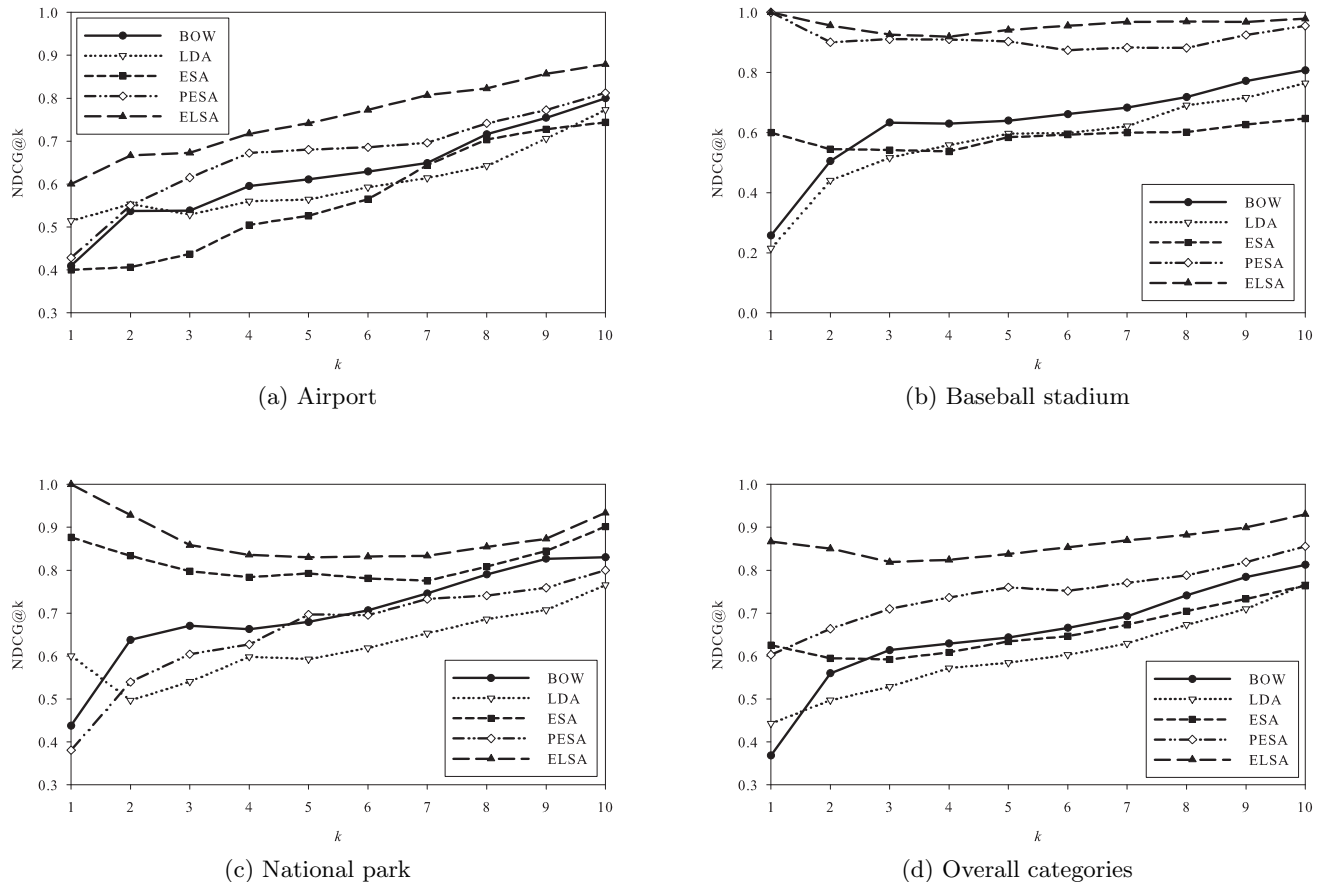 1.0
0.9
0.8
0.7
0.6
0.5
0.4
0.3
NDCG@k
BOW
LDA
ESA
PESA
ELSA
1 2 3 4 5 6 7 8 9 10
k
(a) Airport
1.0
0.8
0.6
0.4
0.2
0.0
NDCG@k
BOW
LDA
ESA
PESA
ELSA
1 2 3 4 5 6 7 8 9 10
k
(b) Baseball stadium
1.0
0.9
0.8
0.7
0.6
0.5
0.4
0.3
NDCG@k
BOW
LDA
ESA
PESA
ELSA
1 2 3 4 5 6 7 8 9 10
k
(c) National park
1.0
0.9
0.8
0.7
0.6
0.5
0.4
0.3
NDCG@k
BOW
LDA
ESA
PESA
ELSA
1 2 3 4 5 6 7 8 9 10
k
(d) Overall categories